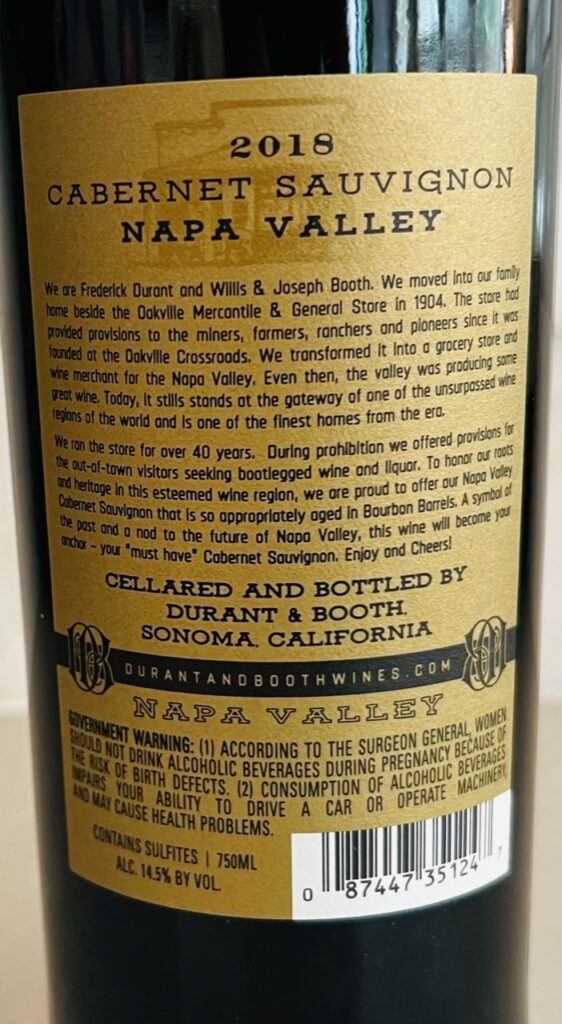 2018
CABERNET SAUVIGNON
NAPA VALLEY
We are Frederick Durant and Willis & Joseph Booth. We moved into our family
home beside the Oakville Mercantile & General Store in 1904. The store had
provided provisions to the miners, farmers, ranchers and pioneers since it was
founded at the Oakville Crossroads. We transformed it into a grocery store and
wine merchant for the Napa Valley. Even then, the valley was producing some
great wine. Today, it stills stands at the gateway of one of the unsurpassed wine
regions of the world and is one of the finest homes from the era.
We ran the store for over 40 years. During prohibition we offered provisions for
the out-of-town visitors seeking bootlegged wine and liquor. To honor our roots
and heritage in this esteemed wine region, we are proud to offer our Napa Valley
Cabernet Sauvignon that is so appropriately aged in Bourbon Barrels. A symbol of
the past and a nod to the future of Napa Valley, this wine will become your
anchor - your "must have" Cabernet Sauvignon. Enjoy and Cheers!
CELLARED AND BOTTLED BY
DURANT & BOOTH,
SONOMA, CALIFORNIA
DURANTANDBOOTHWINES.COM
NAPA VALLEY
GOVERNMENT WARNING: (1) ACCORDING TO THE SURGEON GENERAL, WOMEN
SHOULD NOT DRINK ALCOHOLIC BEVERAGES DURING PREGNANCY BECAUSE OF
THE RISK OF BIRTH DEFECTS. (2) CONSUMPTION OF ALCOHOLIC BEVERAGES
IMPAIRS YOUR ABILITY TO DRIVE A CAR OR OPERATE MACHINERY,
AND MAY CAUSE HEALTH PROBLEMS.
CONTAINS SULFITES | 750ML
ALC. 14.5% BY VOL.
0 87447 35124 7